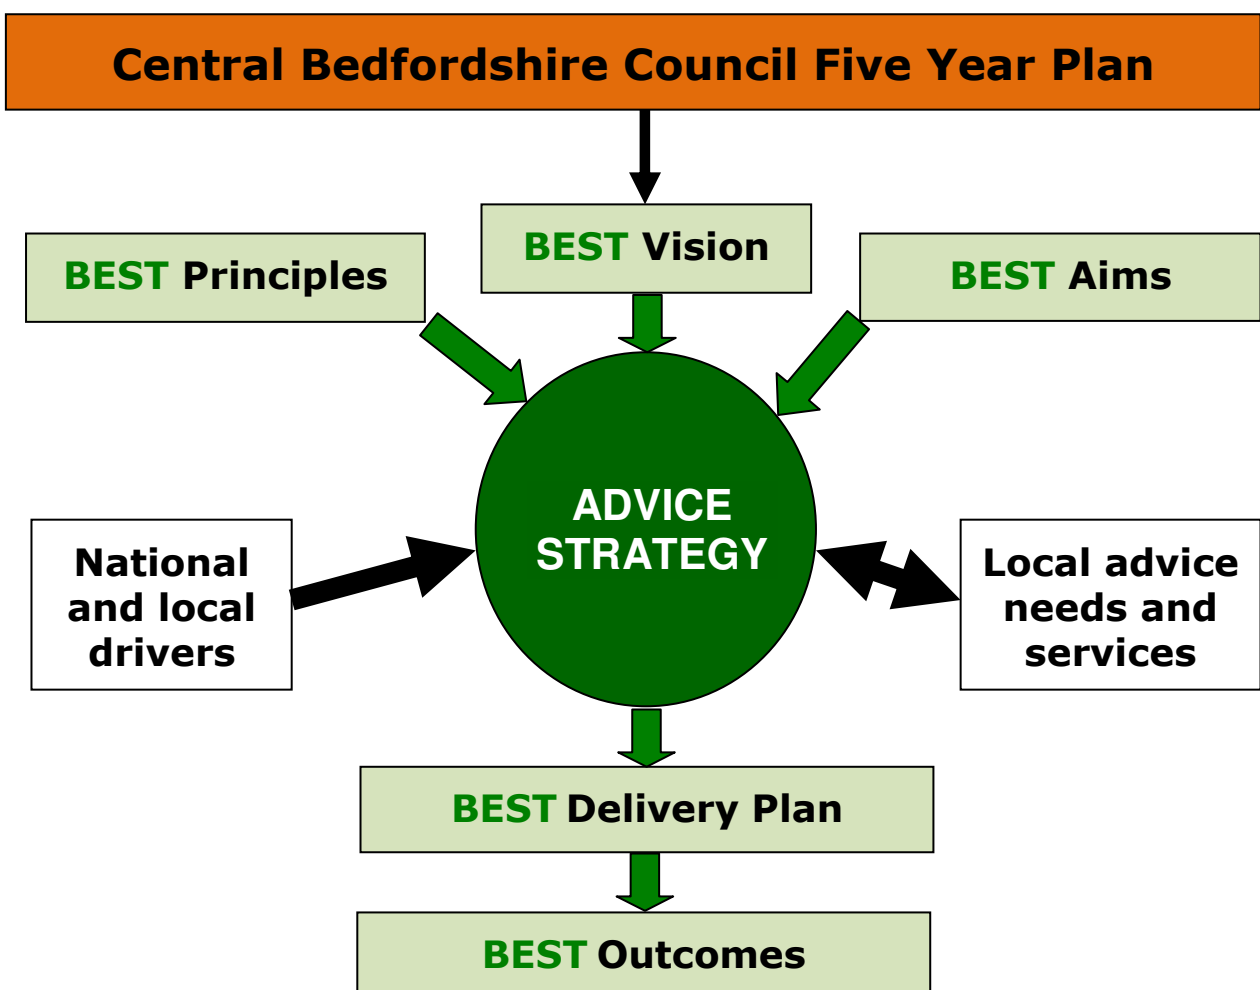 Central Bedfordshire Council Five Year Plan
BEST Vision
BEST Principles
BEST Aims
ADVICE
STRATEGY
National
and local
drivers
Local advice
needs and
services
BEST Delivery Plan
BEST Outcomes